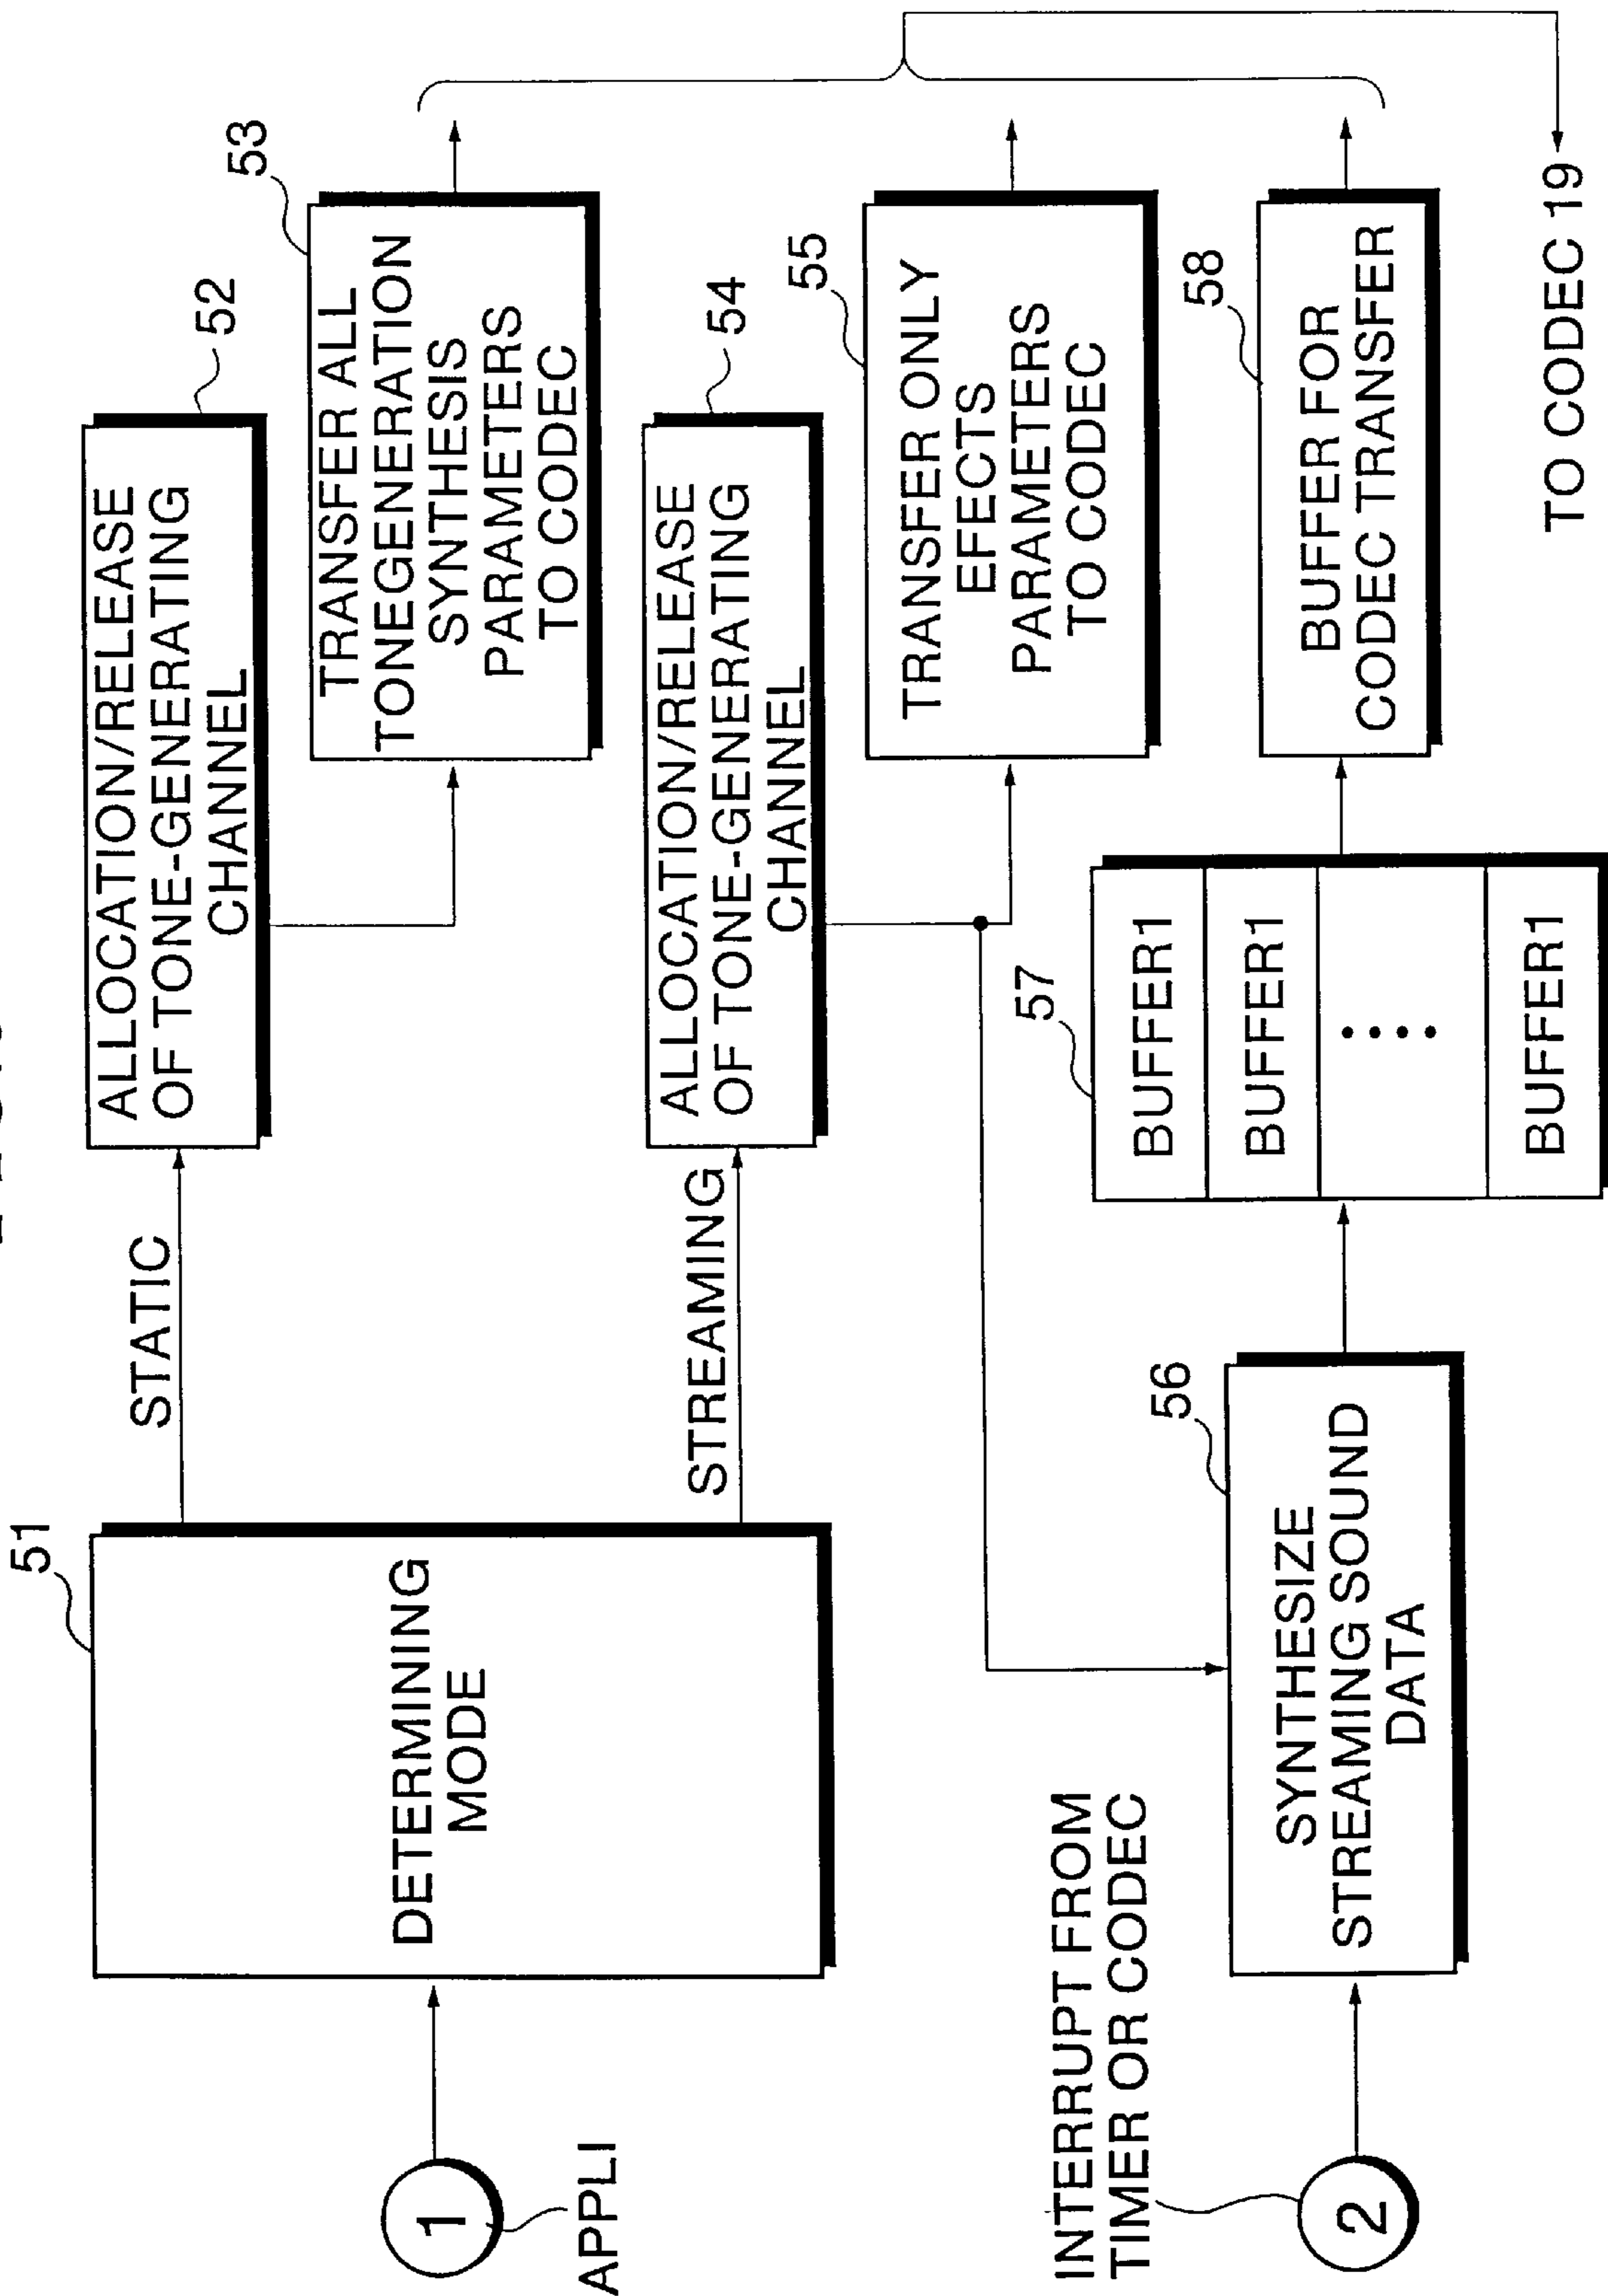 51
DETERMINING
MODE
1
APPLI
STATIC
STREAMING
ALLOCATION/RELEASE
OF TONE-GENERATING
CHANNEL
52
TRANSFER ALL
TONEGENERATION
SYNTHESIS
PARAMETERS
TO CODEC
53
ALLOCATION/RELEASE
OF TONE-GENERATING
CHANNEL
54
TRANSFER ONLY
EFECTS
PARAMETERS
TO CODEC
55
INTERRUPT FROM
TIMER OR CODEC
2
56
SYNTHESIZE
STREAMING SOUND
DATA
57
BUFFER1
BUFFER1
....
BUFFER1
58
BUFFER FOR
CODEC TRANSFER
TO CODEC 19